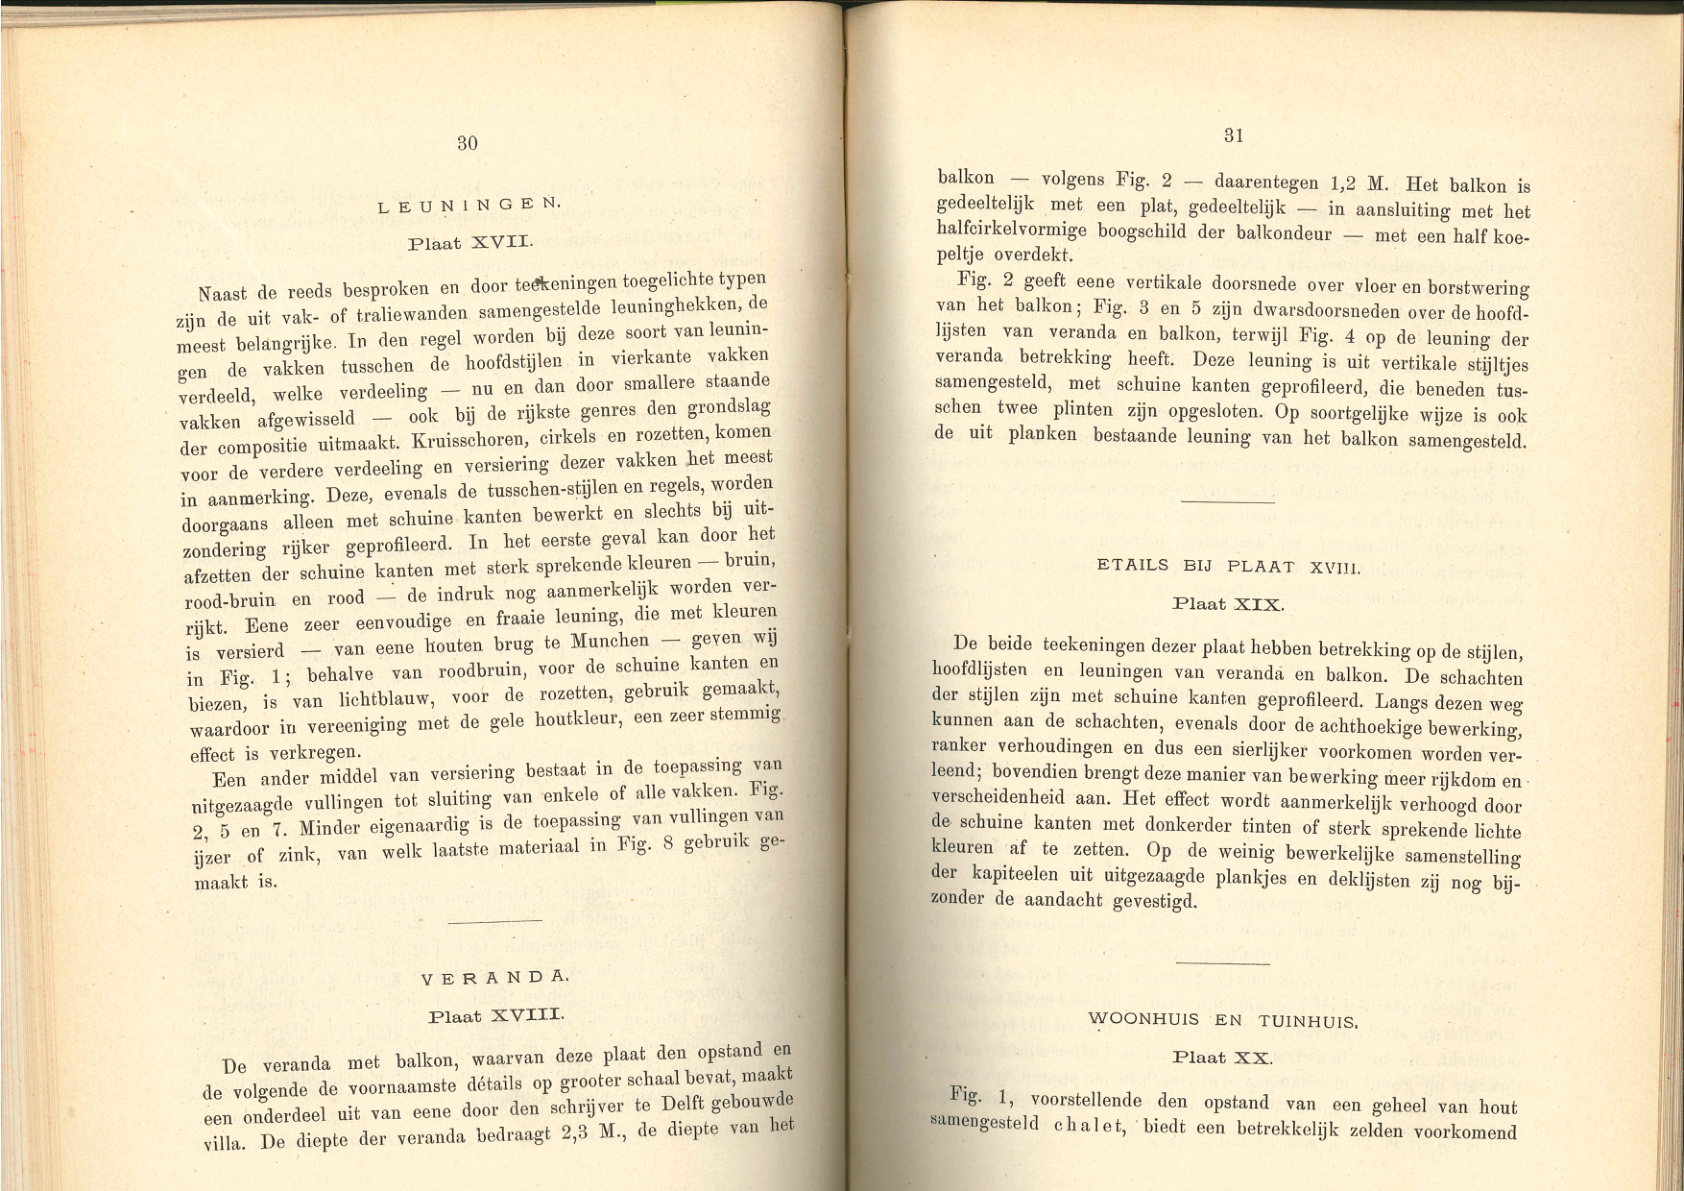 30
LEUNINGEN.
Plaat XVII.
Naast de reeds besproken en door teekeningen toegelichte typen
zijn de uit vak- of traliewanden samengestelde leuninghekken, de
meest belangrijke. In den regel worden bij deze soort van leunin-
gen de vakken tusschen de hoofdstijlen in vierkante vakken
verdeeld, welke verdeeling — nu en dan door smallere staande
vakken afgewisseld — ook bij de rijkste genres den grondslag
der compositie uitmaakt. Kruisschoren, cirkels en rozetten, komen
voor de verdere verdeeling en versiering dezer vakken het meest
in aanmerking. Deze, evenals de tusschen-stijlen en regels, worden
doorgaans alleen met schuine kanten bewerkt en slechts bij uit-
zondering rijker geprofileerd. In het eerste geval kan door het
afzetten der schuine kanten met sterk sprekende kleuren — bruin,
rood-bruin en rood — de indruk nog aanmerkelijk worden ver-
rijkt. Eene zeer eenvoudige en fraaie leuning, die met kleuren
is versierd — van eene houten brug te Munchen — geven wij
in Fig. 1; behalve van roodbruin, voor de schuine kanten en
biezen, is van lichtblauw, voor de rozetten, gebruik gemaakt,
waardoor in vereeniging met de gele houtkleur, een zeer stemmig
effect is verkregen.
Een ander middel van versiering bestaat in de toepassing van
nitgezaagde vullingen tot sluiting van enkele of alle vakken. Fig.
2, 5 en 7. Minder eigenaardig is de toepassing van vullingen van
ijzer of zink, van welk laatste materiaal in Fig. 8 gebruik ge-
maakt is.
VERANDA.
Plaat XVIII.
De veranda met balkon, waarvan deze plaat den opstand en
de volgende de voornaamste détails op grooter schaal bevat, maakt
een onderdeel uit van eene door den schrijver te Delft gebouwde
villa. De diepte der veranda bedraagt 2,3 M., de diepte van het
31
balkon — volgens Fig. 2 — daarentegen 1,2 M. Het balkon is
gedeeltelijk met een plat, gedeeltelijk — in aansluiting met het
halfcirkelvormige boogschild der balkondeur — met een half koe-
peltje overdekt.
Fig. 2 geeft eene vertikale doorsnede over vloer en borstwering
van het balkon; Fig. 3 en 5 zijn dwarsdoorsneden over de hoofd-
lijsten van veranda en balkon, terwijl Fig. 4 op de leuning der
veranda betrekking heeft. Deze leuning is uit vertikale stijltjes
samengesteld, met schuine kanten geprofileerd, die beneden tus-
schen twee plinten zijn opgesloten. Op soortgelijke wijze is ook
de uit planken bestaande leuning van het balkon samengesteld.
ETAILS BIJ PLAAT XVIII.
Plaat XIX.
De beide teekeningen dezer plaat hebben betrekking op de stijlen,
hoofdlijsten en leuningen van veranda en balkon. De schachten
der stijlen zijn met schuine kanten geprofileerd. Langs dezen weg
kunnen aan de schachten, evenals door de achthoekige bewerking,
ranker verhoudingen en dus een sierlijker voorkomen worden ver-
leend; bovendien brengt deze manier van bewerking meer rijkdom en
verscheidenheid aan. Het effect wordt aanmerkelijk verhoogd door
de schuine kanten met donkerder tinten of sterk sprekende lichte
kleuren af te zetten. Op de weinig bewerkelijke samenstelling
der kapiteelen uit uitgezaagde plankjes en deklijsten zij nog bij-
zonder de aandacht gevestigd.
WOONHUIS EN TUINHUIS.
Plaat XX.
Fig. 1, voorstellende den opstand van een geheel van hout
samengesteld chalet, biedt een betrekkelijk zelden voorkomend